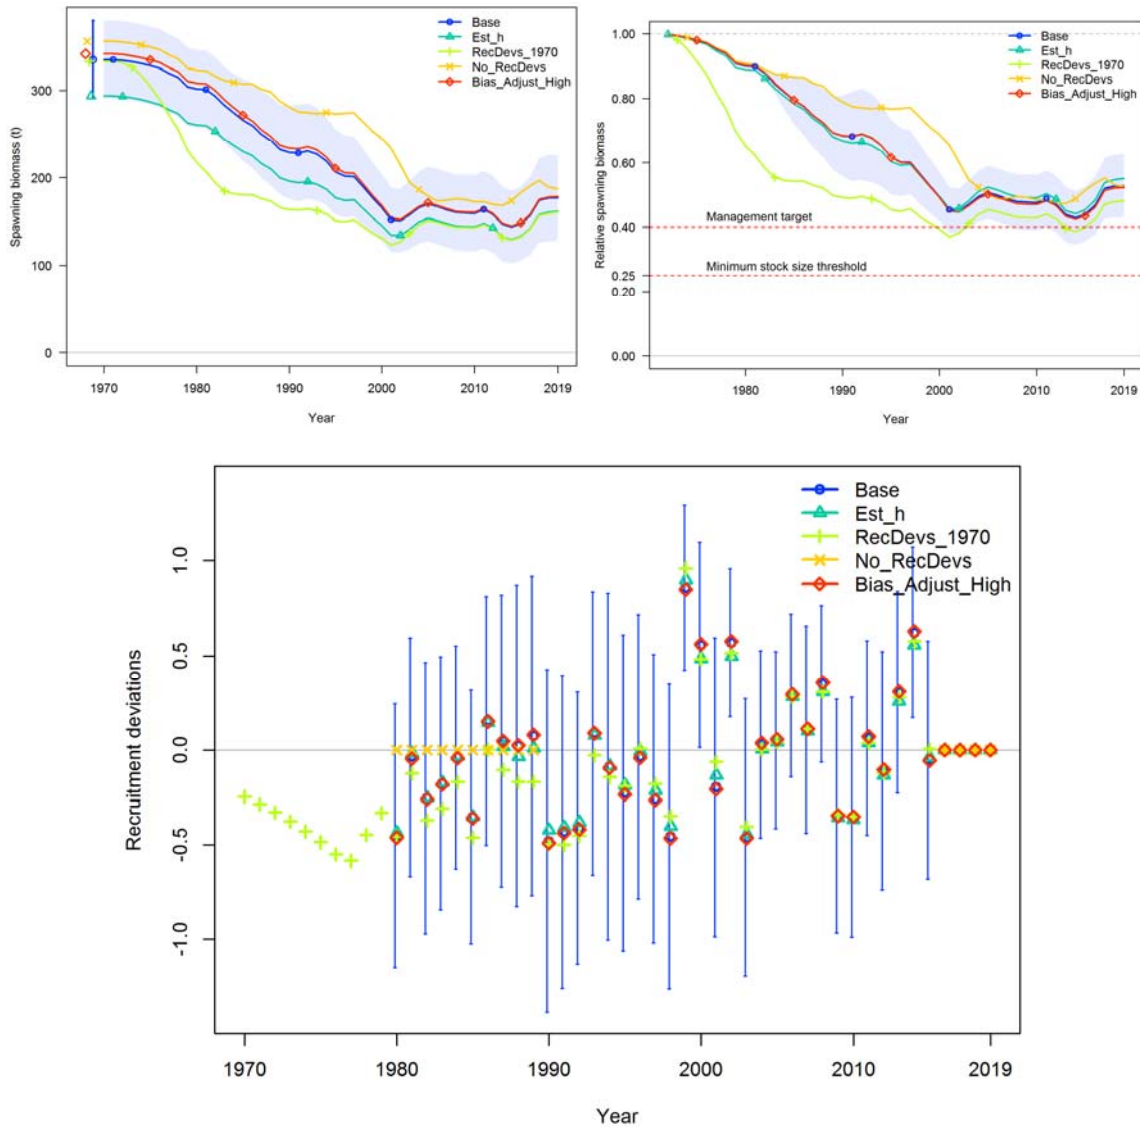 Base
Est_h
RecDevs_1970
No_RecDevs
Bias_Adjust_High
Spawning biomass (t)
300
200
100
0
1970 1980 1990 2000 2010 2019
Year
Base
Est_h
RecDevs_1970
No_RecDevs
Bias_Adjust_High
Relative spawning biomass
1.00
0.80
0.60
Management target
0.40
Minimum stock size threshold
0.25
0.20
0.00
1980 1990 2000 2010 2019
Year
Base
Est_h
RecDevs_1970
No_RecDevs
Bias_Adjust_High
Recruitment deviations
1.0
0.5
0.0
-0.5
-1.0
1970 1980 1990 2000 2010 2019
Year